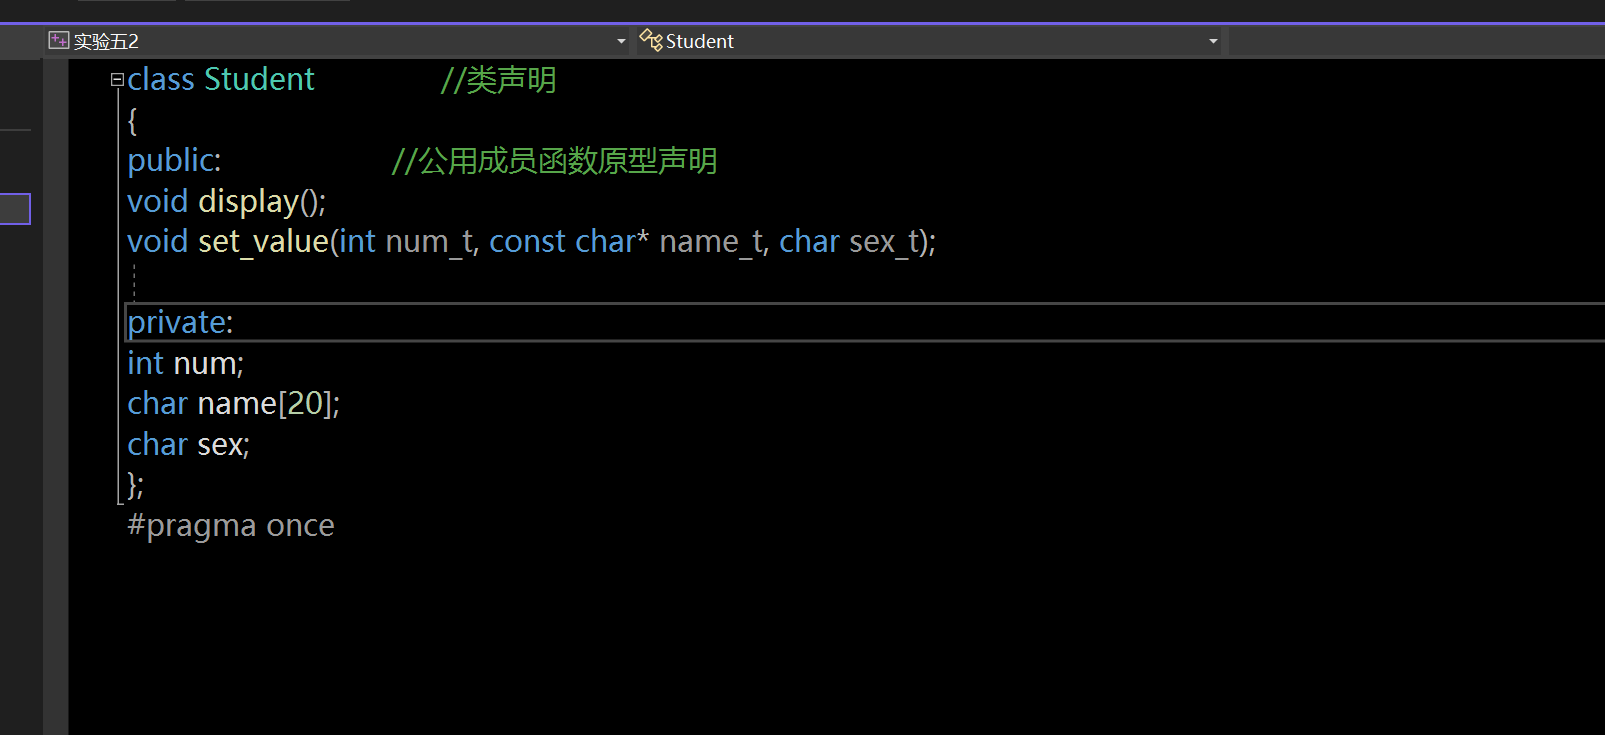 实验五2 Student
class Student //类声明
{
public: //公用成员函数原型声明
void display();
void set_value(int num_t, const char* name_t, char sex_t);
private:
int num;
char name[20];
char sex;
};
#pragma once